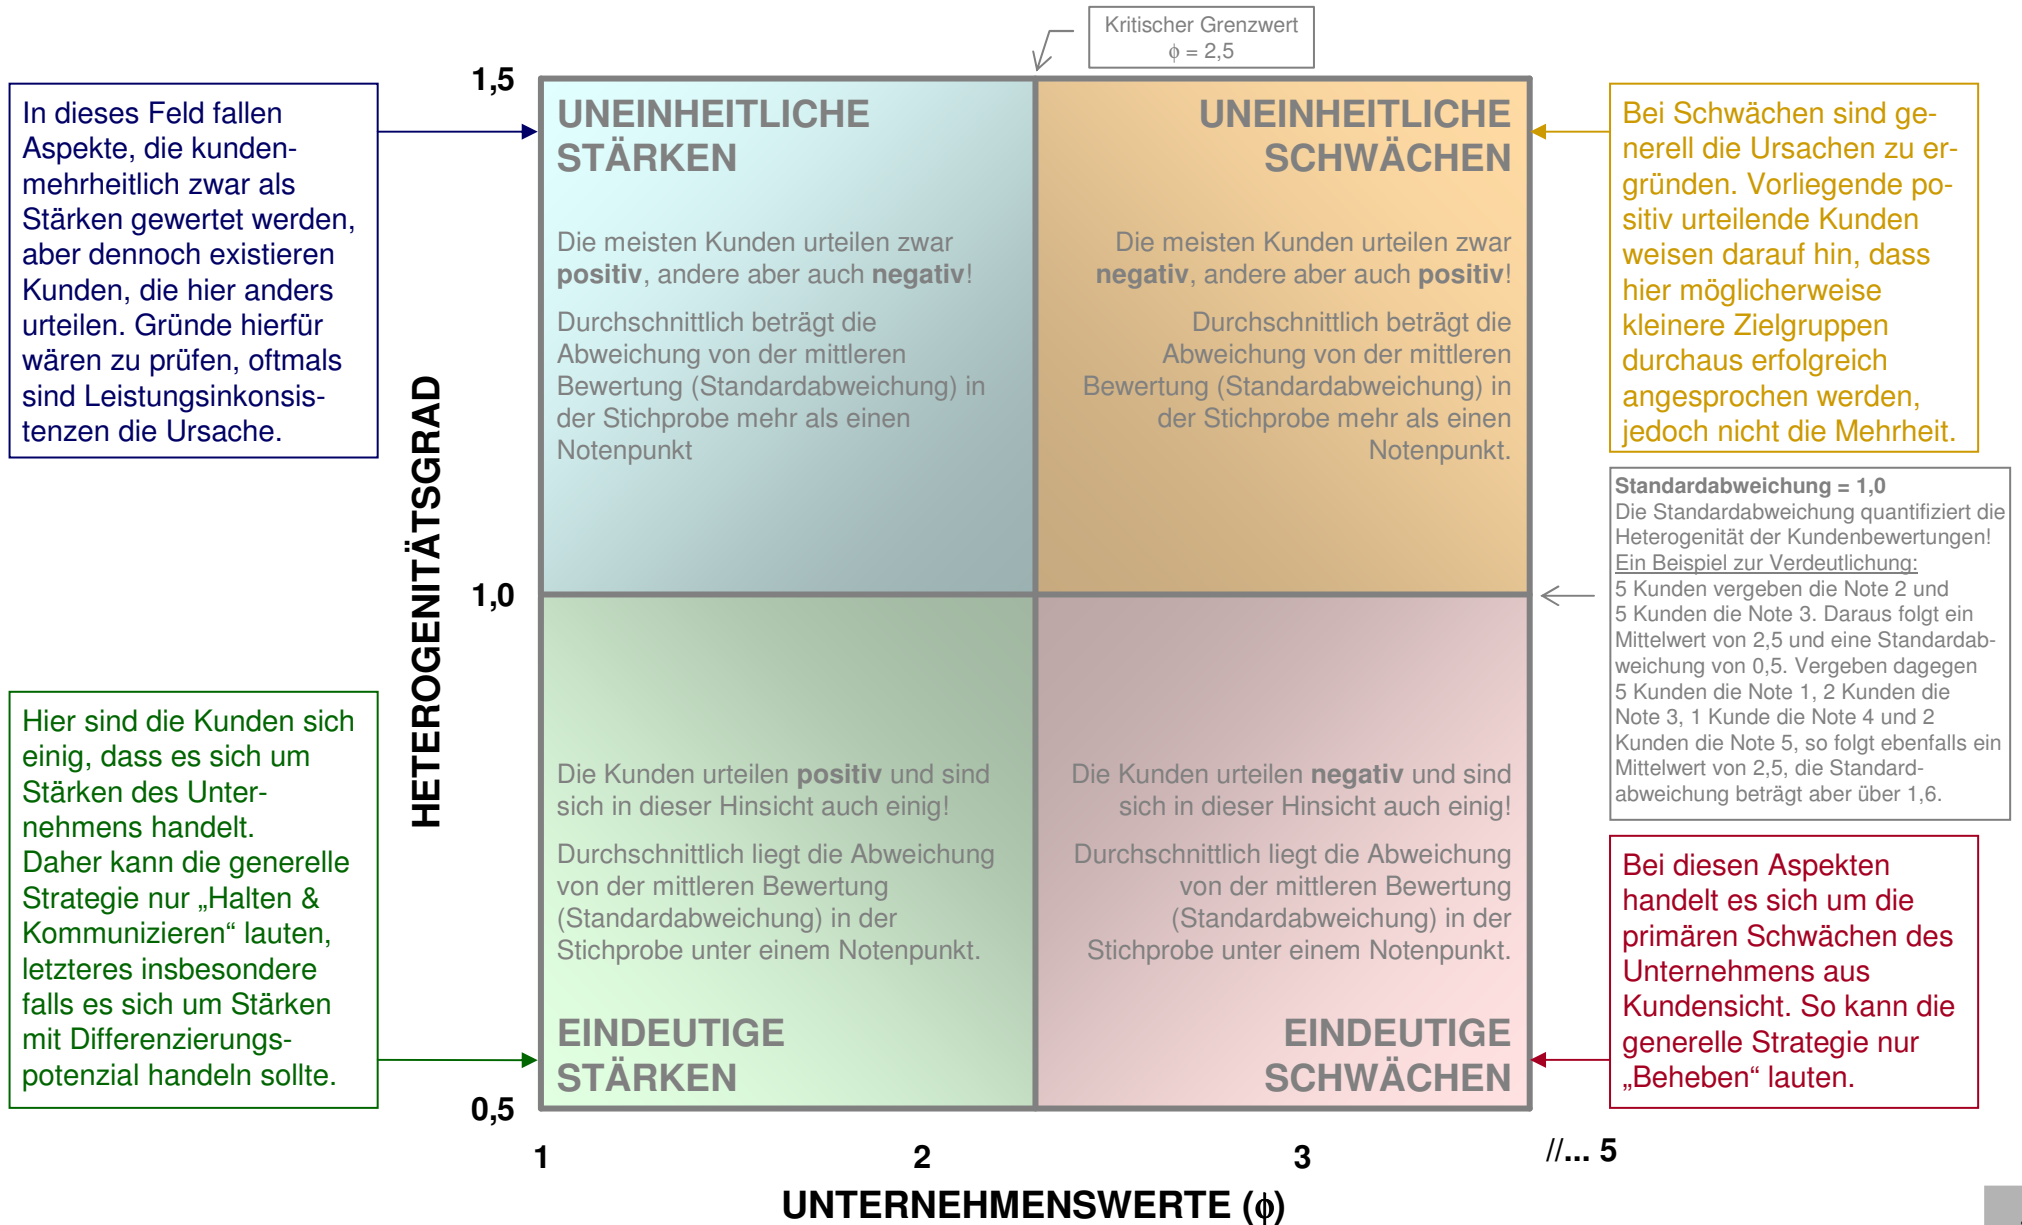 Kritischer Grenzwert
ϕ = 2,5
In dieses Feld fallen
Aspekte, die kunden-
mehrheitlich zwar als
Stärken gewertet werden,
aber dennoch existieren
Kunden, die hier anders
urteilen. Gründe hierfür
wären zu prüfen, oftmals
sind Leistungsinkonsis-
tenzen die Ursache.
Hier sind die Kunden sich
einig, dass es sich um
Stärken des Unter-
nehmens handelt.
Daher kann die generelle
Strategie nur „Halten &
Kommunizieren“ lauten,
letzteres insbesondere
falls es sich um Stärken
mit Differenzierungs-
potenzial handeln sollte.
HETEROGENITÄTSGRAD
1,5
1,0
0,5
UNEINHEITLICHE
STÄRKEN
Die meisten Kunden urteilen zwar
positiv, andere aber auch negativ!
Durchschnittlich beträgt die
Abweichung von der mittleren
Bewertung (Standardabweichung) in
der Stichprobe mehr als einen
Notenpunkt
UNEINHEITLICHE
SCHWÄCHEN
Die meisten Kunden urteilen zwar
negativ, andere aber auch positiv!
Durchschnittlich beträgt die
Abweichung von der mittleren
Bewertung (Standardabweichung) in
der Stichprobe mehr als einen
Notenpunkt.
Die Kunden urteilen positiv und sind
sich in dieser Hinsicht auch einig!
Durchschnittlich liegt die Abweichung
von der mittleren Bewertung
(Standardabweichung) in der
Stichprobe unter einem Notenpunkt.
EINDEUTIGE
STÄRKEN
Die Kunden urteilen negativ und sind
sich in dieser Hinsicht auch einig!
Durchschnittlich liegt die Abweichung
von der mittleren Bewertung
(Standardabweichung) in der
Stichprobe unter einem Notenpunkt.
EINDEUTIGE
SCHWÄCHEN
Bei Schwächen sind ge-
nerell die Ursachen zu er-
gründen. Vorliegende po-
sitiv urteilende Kunden
weisen darauf hin, dass
hier möglicherweise
kleinere Zielgruppen
durchaus erfolgreich
angesprochen werden,
jedoch nicht die Mehrheit.
Standardabweichung = 1,0
Die Standardabweichung quantifiziert die
Heterogenität der Kundenbewertungen!
Ein Beispiel zur Verdeutlichung:
5 Kunden vergeben die Note 2 und
5 Kunden die Note 3. Daraus folgt ein
Mittelwert von 2,5 und eine Standardab-
weichung von 0,5. Vergeben dagegen
5 Kunden die Note 1, 2 Kunden die
Note 3, 1 Kunde die Note 4 und 2
Kunden die Note 5, so folgt ebenfalls ein
Mittelwert von 2,5, die Standard-
abweichung beträgt aber über 1,6.
Bei diesen Aspekten
handelt es sich um die
primären Schwächen des
Unternehmens aus
Kundensicht. So kann die
generelle Strategie nur
„Beheben“ lauten.
1 2 3 //... 5
UNTERNEHMENSWERTE (ϕ)